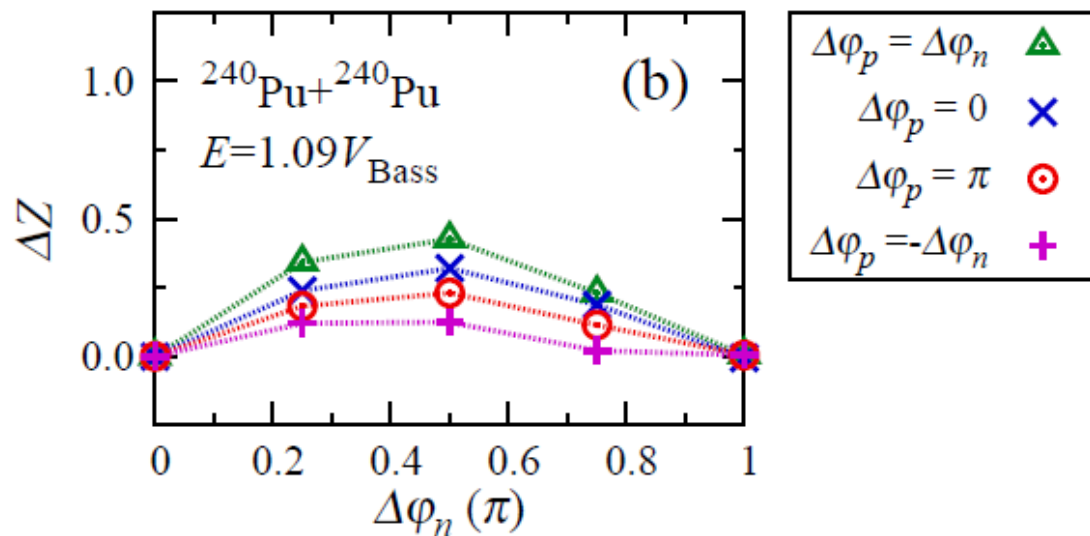 ²⁴⁰Pu+²⁴⁰Pu
(b)
E=1.09V_Bass
1.0
0.5
0.0
ΔZ
0 0.2 0.4 0.6 0.8 1
Δφ_n (π)
Δφ_p = Δφ_n
Δφ_p = 0
Δφ_p = π
Δφ_p =-Δφ_n